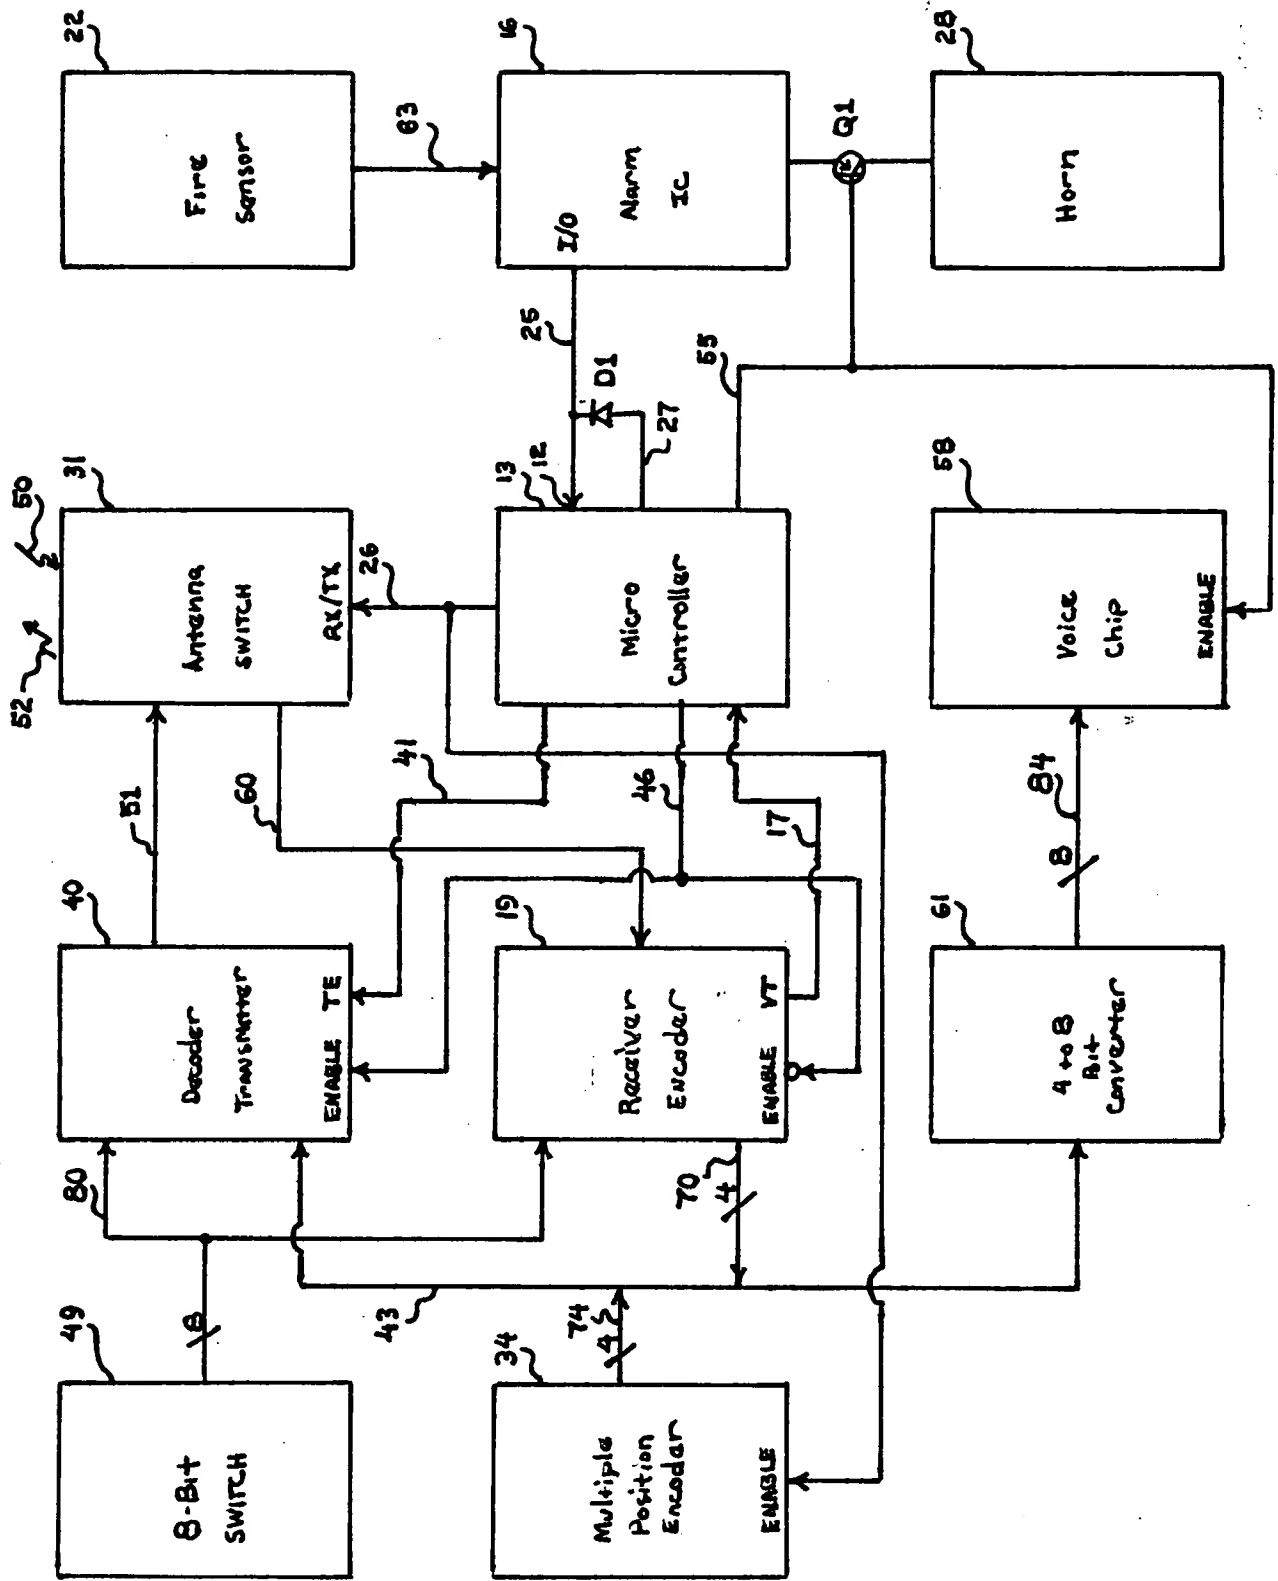 22
Fire
Sensor
83
16
I/O
Alarm
IC
Q1
28
Horn
25
D1
27
55
50
52
31
Antenna
SWITCH
RX/TX
26
13
12
Micro
Controller
58
Voice
Chip
ENABLE
51
60
41
46
17
84
8
40
Decoder
TRANSMitter
ENABLE TE
19
Receiver
Encoder
ENABLE VT
61
4 to 8
Bit
Converter
80
70
4
43
74
4
49
8
8-Bit
SWITCH
34
Multiple
Position
Encoder
ENABLE